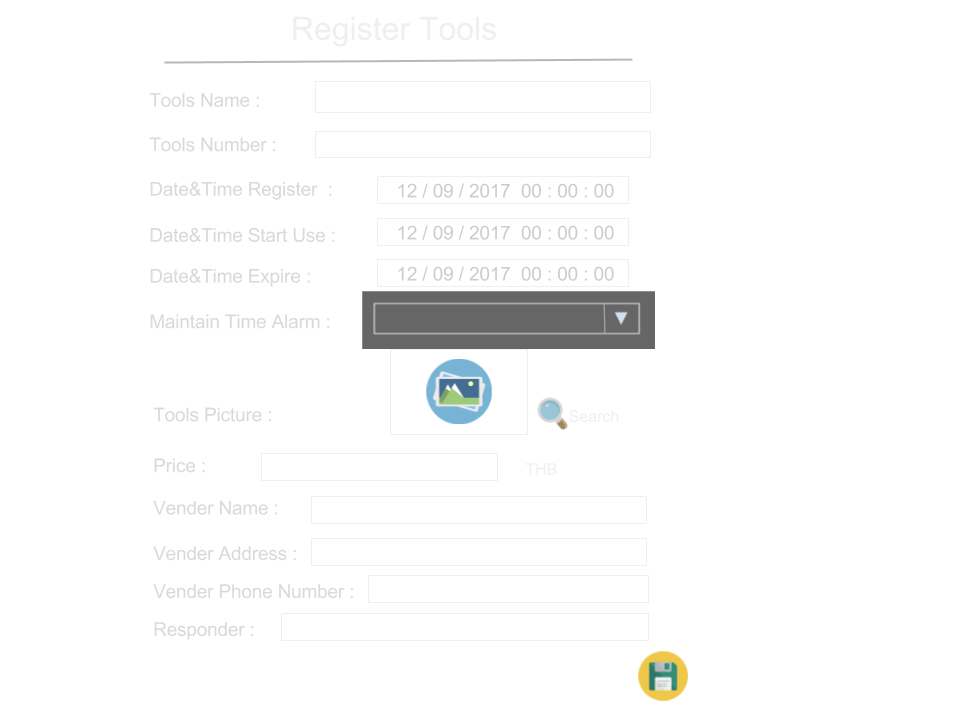 Register Tools
Tools Name :
Tools Number :
Date&Time Register : 12 / 09 / 2017 00 : 00 : 00
Date&Time Start Use : 12 / 09 / 2017 00 : 00 : 00
Date&Time Expire : 12 / 09 / 2017 00 : 00 : 00
Maintain Time Alarm :
Tools Picture : Search
Price : THB
Vender Name :
Vender Address :
Vender Phone Number :
Responder :